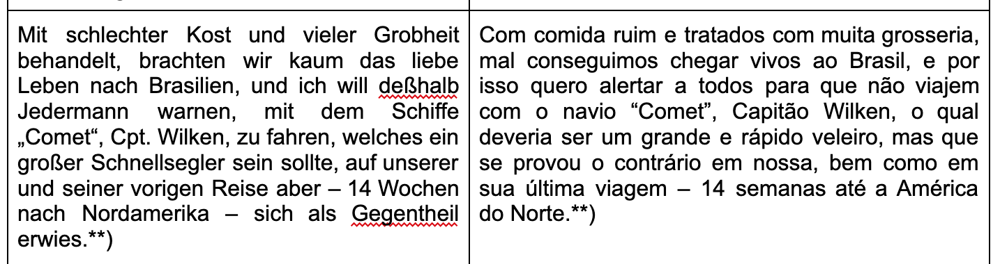 Mit schlechter Kost und vieler Grobheit
behandelt, brachten wir kaum das liebe
Leben nach Brasilien, und ich will deßhalb
Jedermann warnen, mit dem Schiffe
„Comet“, Cpt. Wilken, zu fahren, welches ein
großer Schnellsegler sein sollte, auf unserer
und seiner vorigen Reise aber – 14 Wochen
nach Nordamerika – sich als Gegentheil
erwies.**)
Com comida ruim e tratados com muita grosseria,
mal conseguimos chegar vivos ao Brasil, e por
isso quero alertar a todos para que não viajem
com o navio “Comet”, Capitão Wilken, o qual
deveria ser um grande e rápido veleiro, mas que
se provou o contrário em nossa, bem como em
sua última viagem – 14 semanas até a América
do Norte.**)